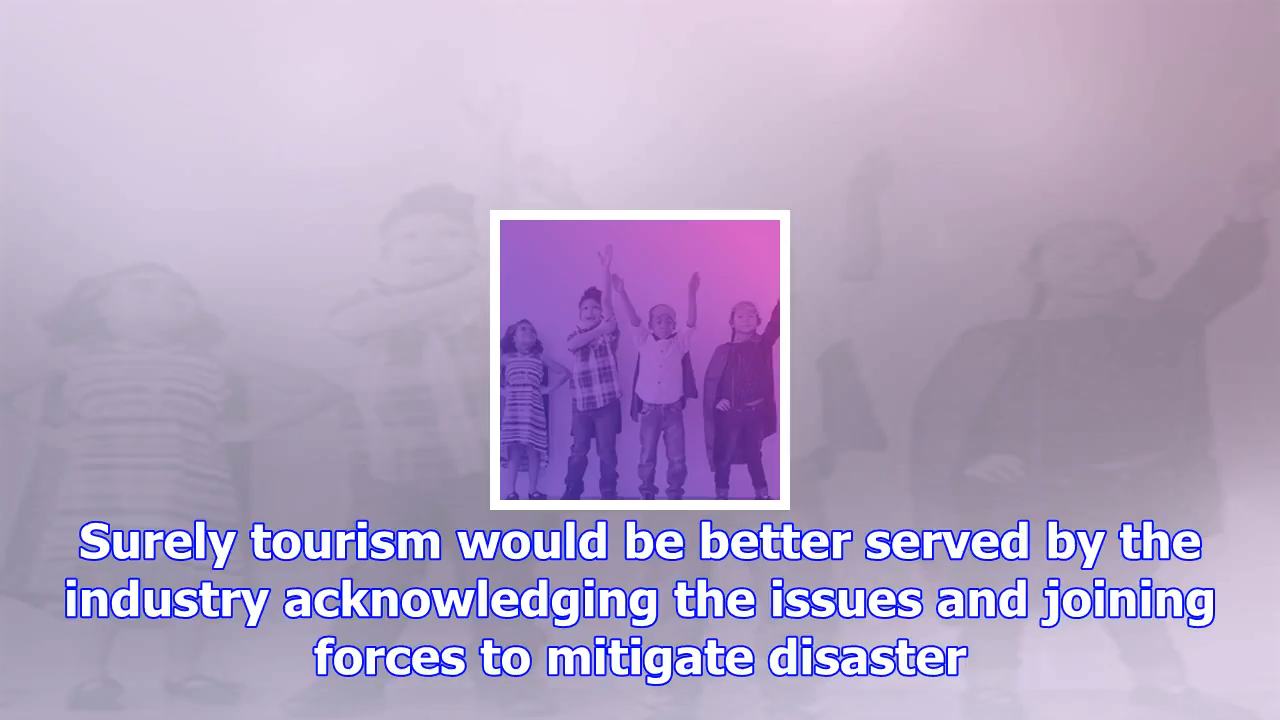 Surely tourism would be better served by the
industry acknowledging the issues and joining
forces to mitigate disaster